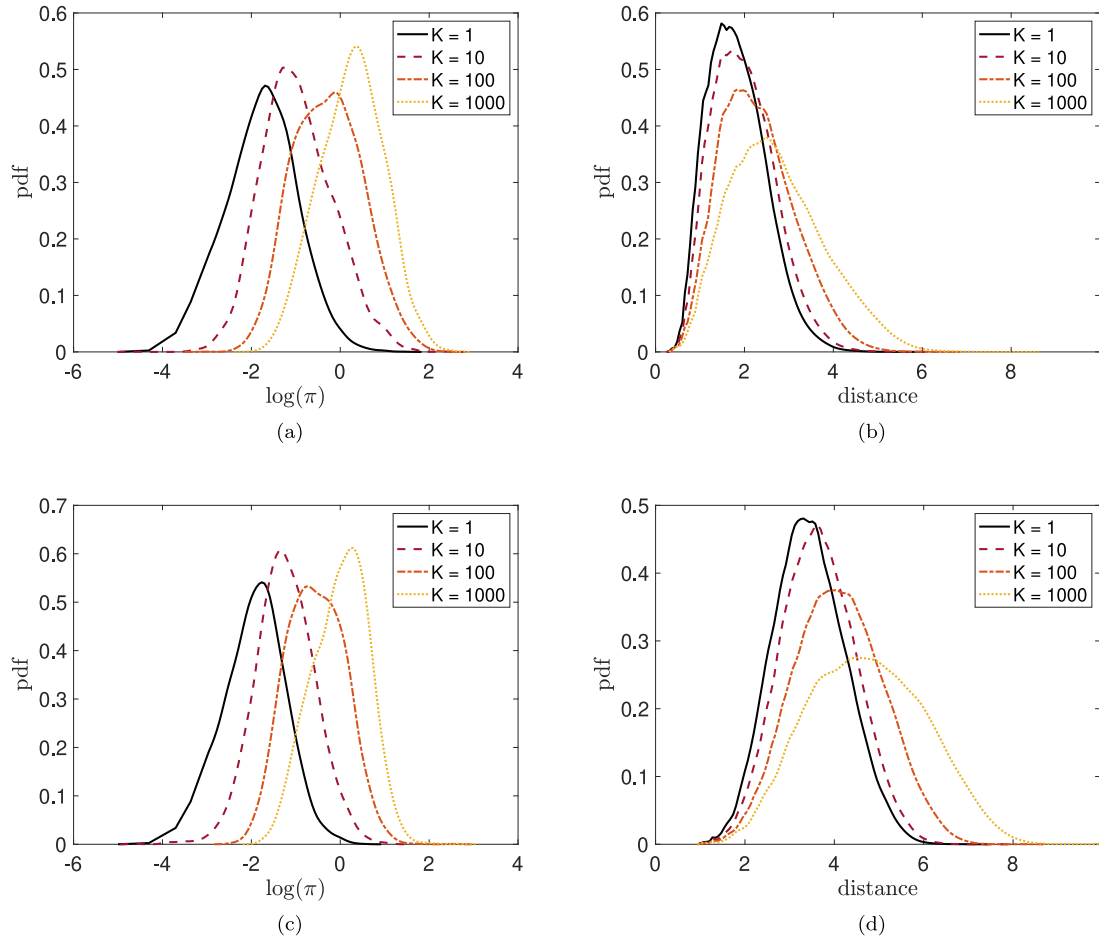 0.6
0.5
0.4
0.3
0.2
0.1
0
pdf
-6 -4 -2 0 2 4
log(π)
K = 1
K = 10
K = 100
K = 1000
(a)
0.6
0.5
0.4
0.3
0.2
0.1
0
pdf
0 2 4 6 8
distance
K = 1
K = 10
K = 100
K = 1000
(b)
0.7
0.6
0.5
0.4
0.3
0.2
0.1
0
pdf
-6 -4 -2 0 2 4
log(π)
K = 1
K = 10
K = 100
K = 1000
(c)
0.5
0.4
0.3
0.2
0.1
0
pdf
0 2 4 6 8
distance
K = 1
K = 10
K = 100
K = 1000
(d)